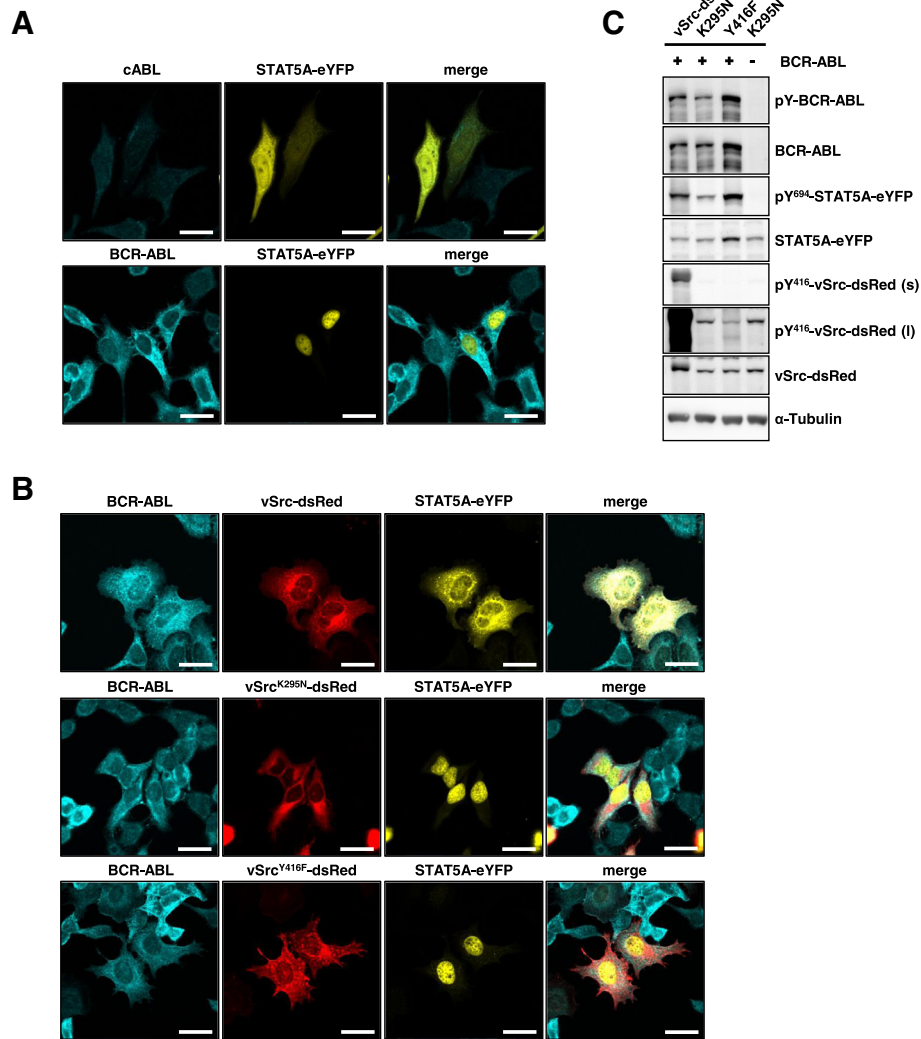 A
cABL STAT5A-eYFP merge
BCR-ABL STAT5A-eYFP merge
C
K295N Y416F K295N
+ + + - BCR-ABL
pY-BCR-ABL
BCR-ABL
pY⁶⁹⁴-STAT5A-eYFP
STAT5A-eYFP
pY⁴¹⁶-vSrc-dsRed (s)
pY⁴¹⁶-vSrc-dsRed (l)
vSrc-dsRed
α-Tubulin
B
BCR-ABL vSrc-dsRed STAT5A-eYFP merge
BCR-ABL vSrcᴷ²⁹⁵ᴺ-dsRed STAT5A-eYFP merge
BCR-ABL vSrcʸ⁴¹⁶ꟳ-dsRed STAT5A-eYFP merge